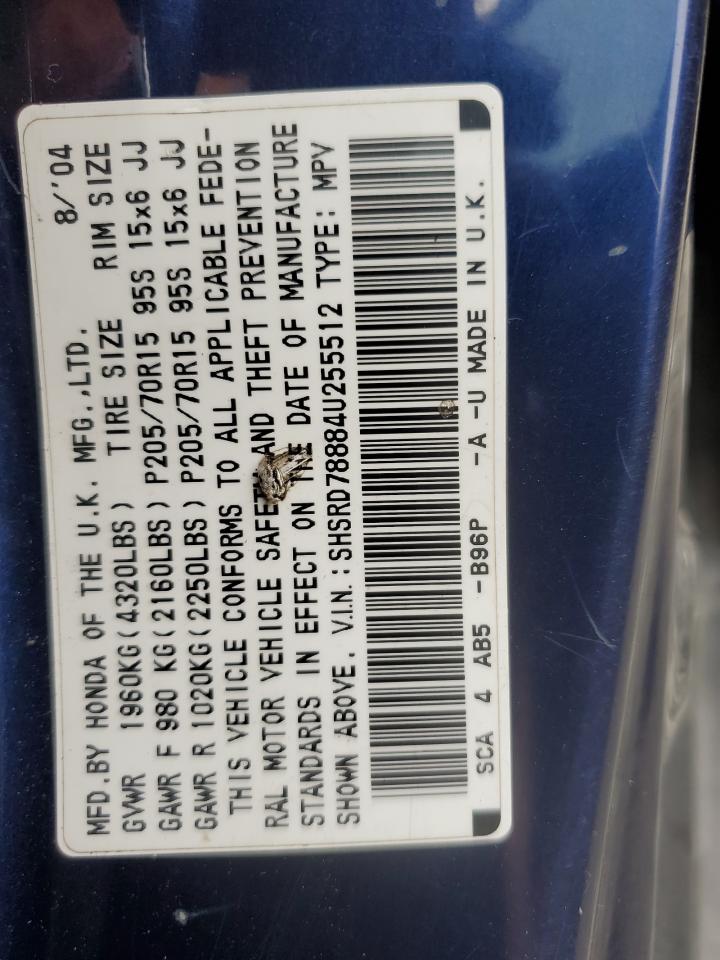 MFD.BY HONDA OF THE U.K. MFG.,LTD. 8/'04
GVWR 1960KG(4320LBS) TIRE SIZE RIM SIZE
GAWR F 980 KG(2160LBS) P205/70R15 95S 15x6 JJ
GAWR R 1020KG(2250LBS) P205/70R15 95S 15x6 JJ
THIS VEHICLE CONFORMS TO ALL APPLICABLE FEDE-
RAL MOTOR VEHICLE SAFETY AND THEFT PREVENTION
STANDARDS IN EFFECT ON THE DATE OF MANUFACTURE
SHOWN ABOVE. V.I.N.:SHSRD78884U255512 TYPE: MPV
SCA 4 AB5 -B96P -A -U MADE IN U.K.